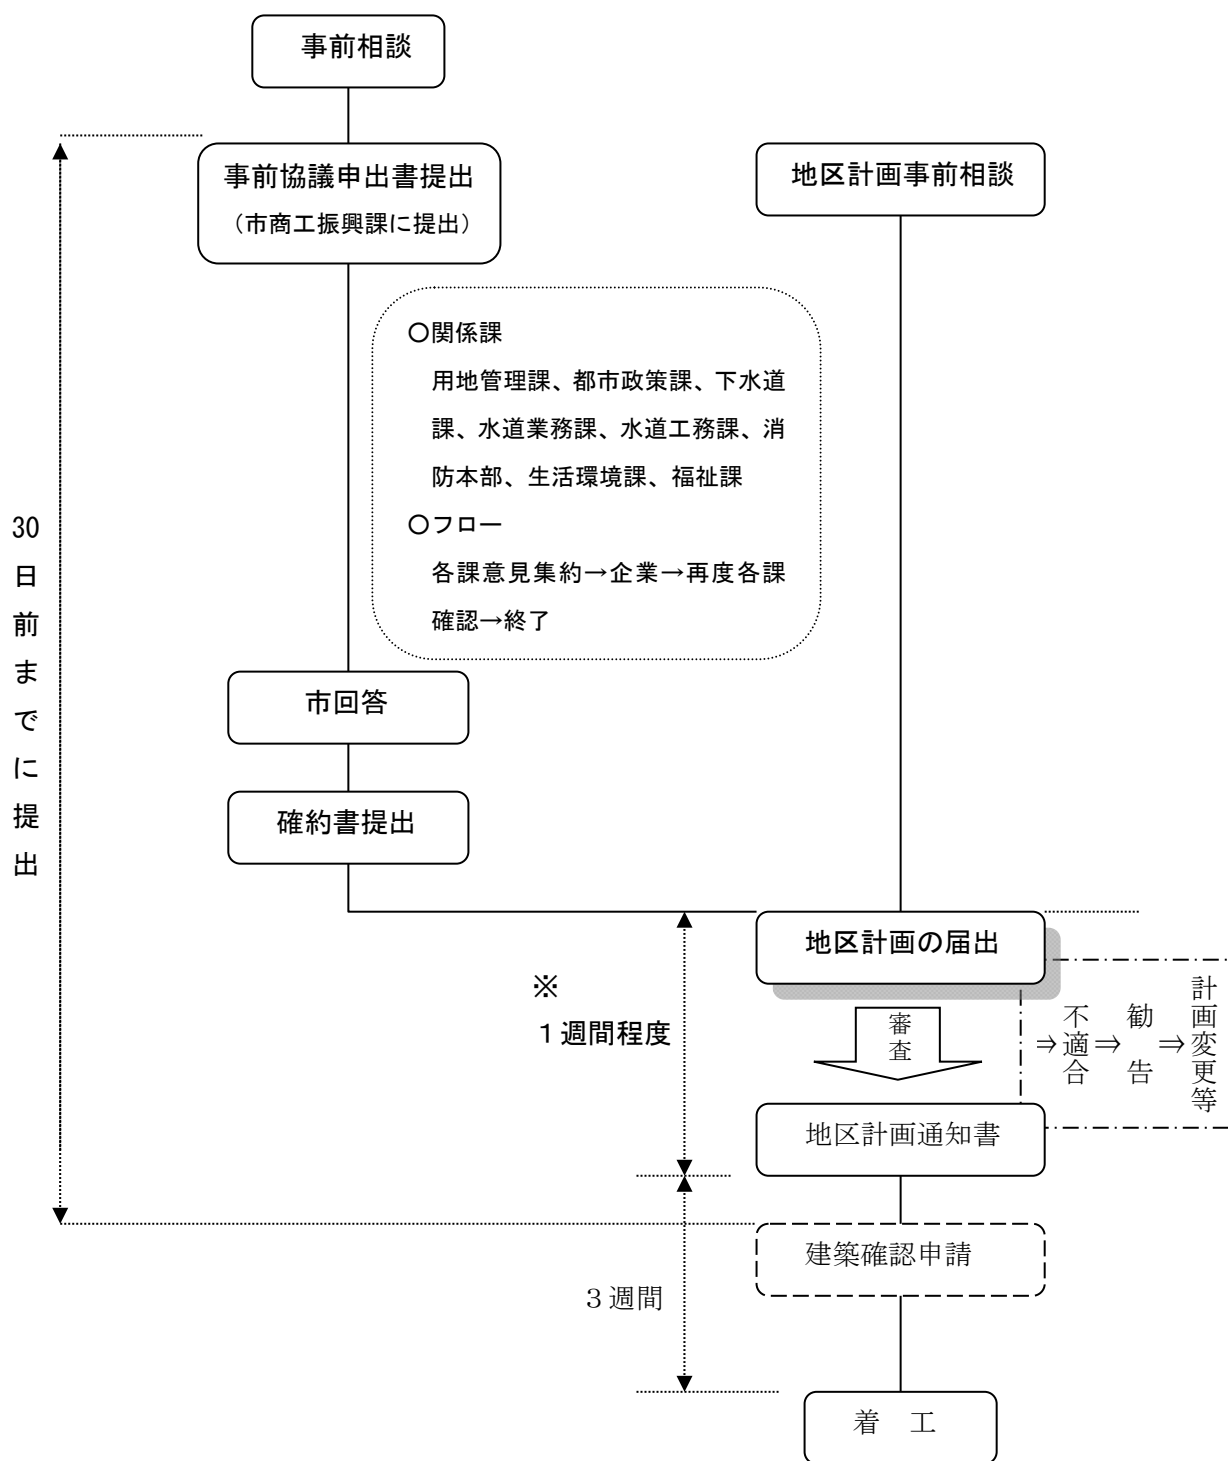 事前相談
事前協議申出書提出
（市商工振興課に提出）
地区計画事前相談
○関係課
用地管理課、都市政策課、下水道
課、水道業務課、水道工務課、消
防本部、生活環境課、福祉課
○フロー
各課意見集約→企業→再度各課
確認→終了
30日前までに提出
市回答
確約書提出
地区計画の届出
※
１週間程度
審査
⇒不適合⇒勧告⇒計画変更等
地区計画通知書
建築確認申請
３週間
着　工